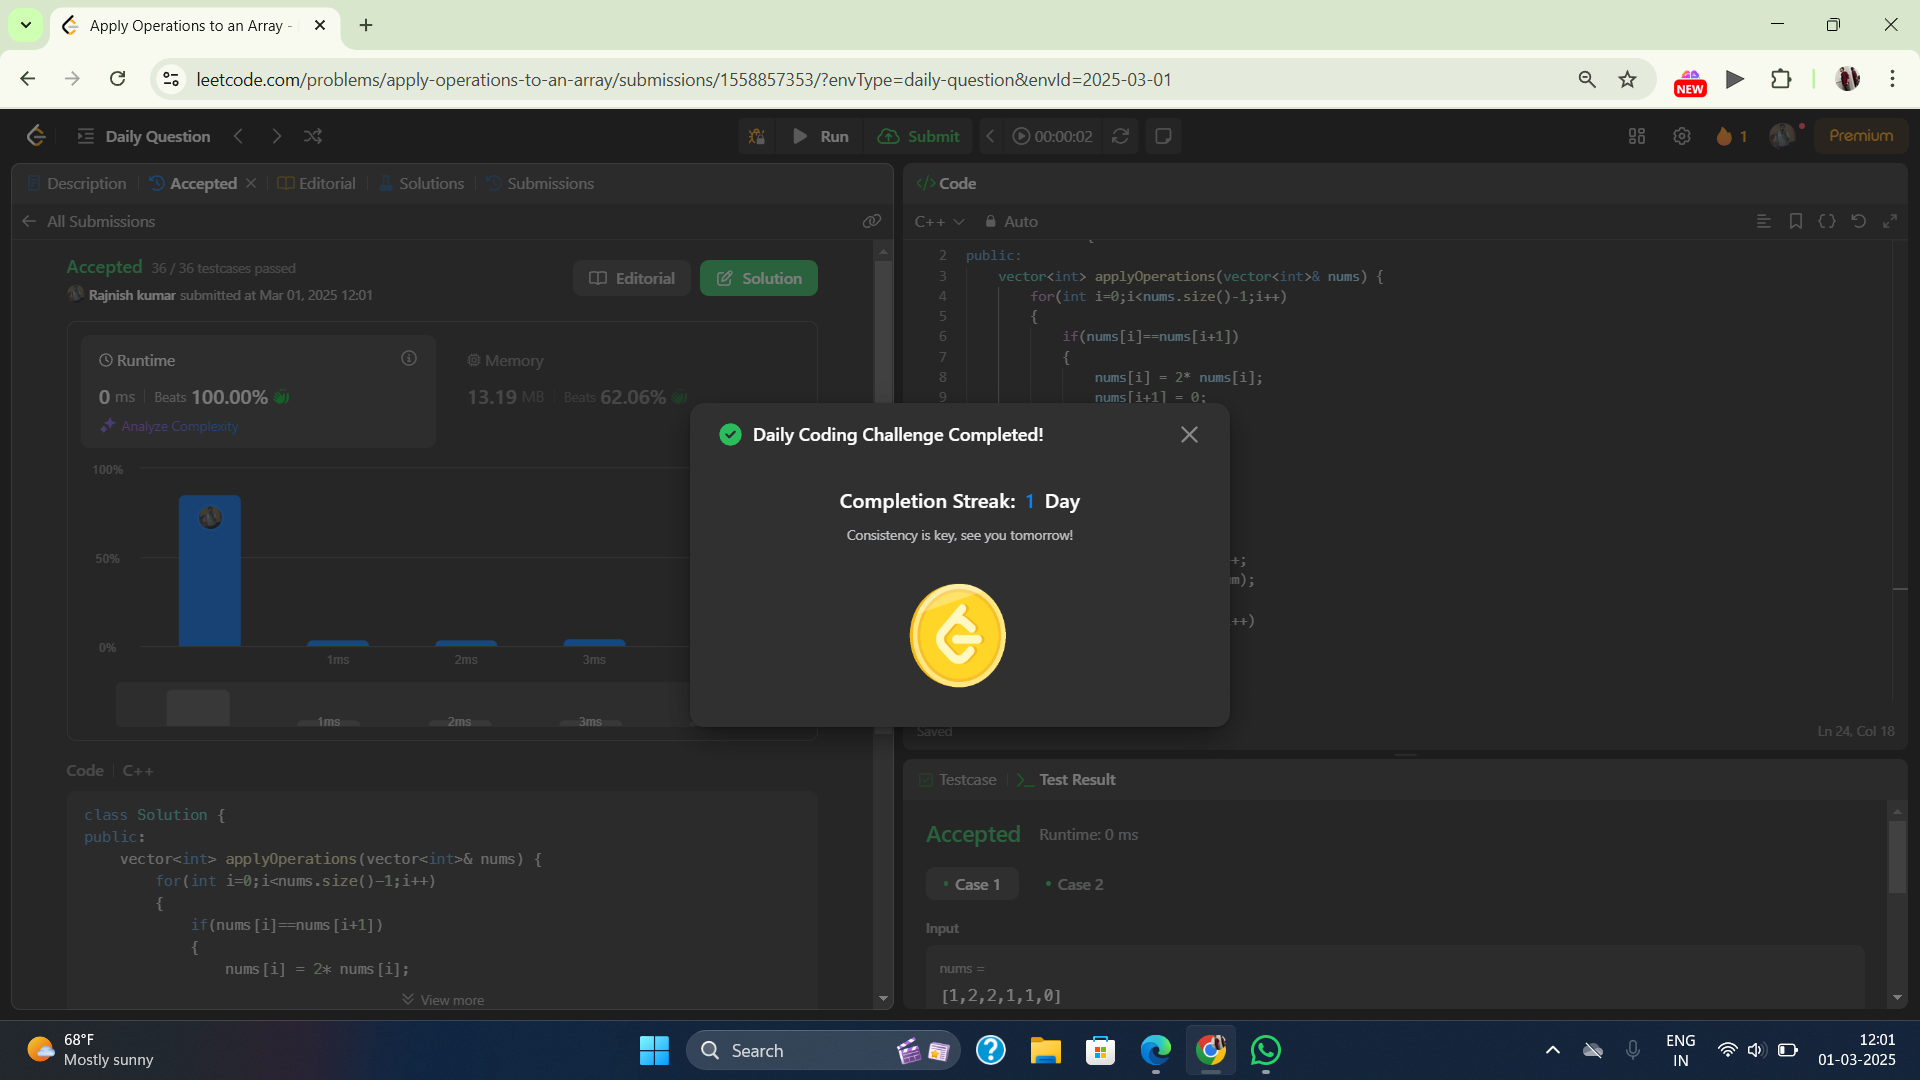 Apply Operations to an Array -
leetcode.com/problems/apply-operations-to-an-array/submissions/1558857353/?envType=daily-question&envId=2025-03-01
NEW
Daily Question
Run
Submit
00:00:02
1
Premium
Description
Accepted
Editorial
Solutions
Submissions
All Submissions
Accepted 36 / 36 testcases passed
Rajnish kumar submitted at Mar 01, 2025 12:01
Editorial
Solution
Runtime
0 ms Beats 100.00%
Analyze Complexity
Memory
13.19 MB Beats 62.06%
100%
50%
0%
1ms 2ms 3ms
1ms 2ms 3ms
Code C++
class Solution {
public:
vector<int> applyOperations(vector<int>& nums) {
for(int i=0;i<nums.size()-1;i++)
{
if(nums[i]==nums[i+1])
{
nums[i] = 2* nums[i];
View more
Daily Coding Challenge Completed!
Completion Streak: 1 Day
Consistency is key, see you tomorrow!
</> Code
C++ Auto
2 public:
3 vector<int> applyOperations(vector<int>& nums) {
4 for(int i=0;i<nums.size()-1;i++)
5 {
6 if(nums[i]==nums[i+1])
7 {
8 nums[i] = 2* nums[i];
9 nums[i+1] = 0;
m);
Saved
Ln 24, Col 18
Testcase
Test Result
Accepted Runtime: 0 ms
Case 1
Case 2
Input
nums =
[1,2,2,1,1,0]
68°F
Mostly sunny
Search
ENG
IN
12:01
01-03-2025